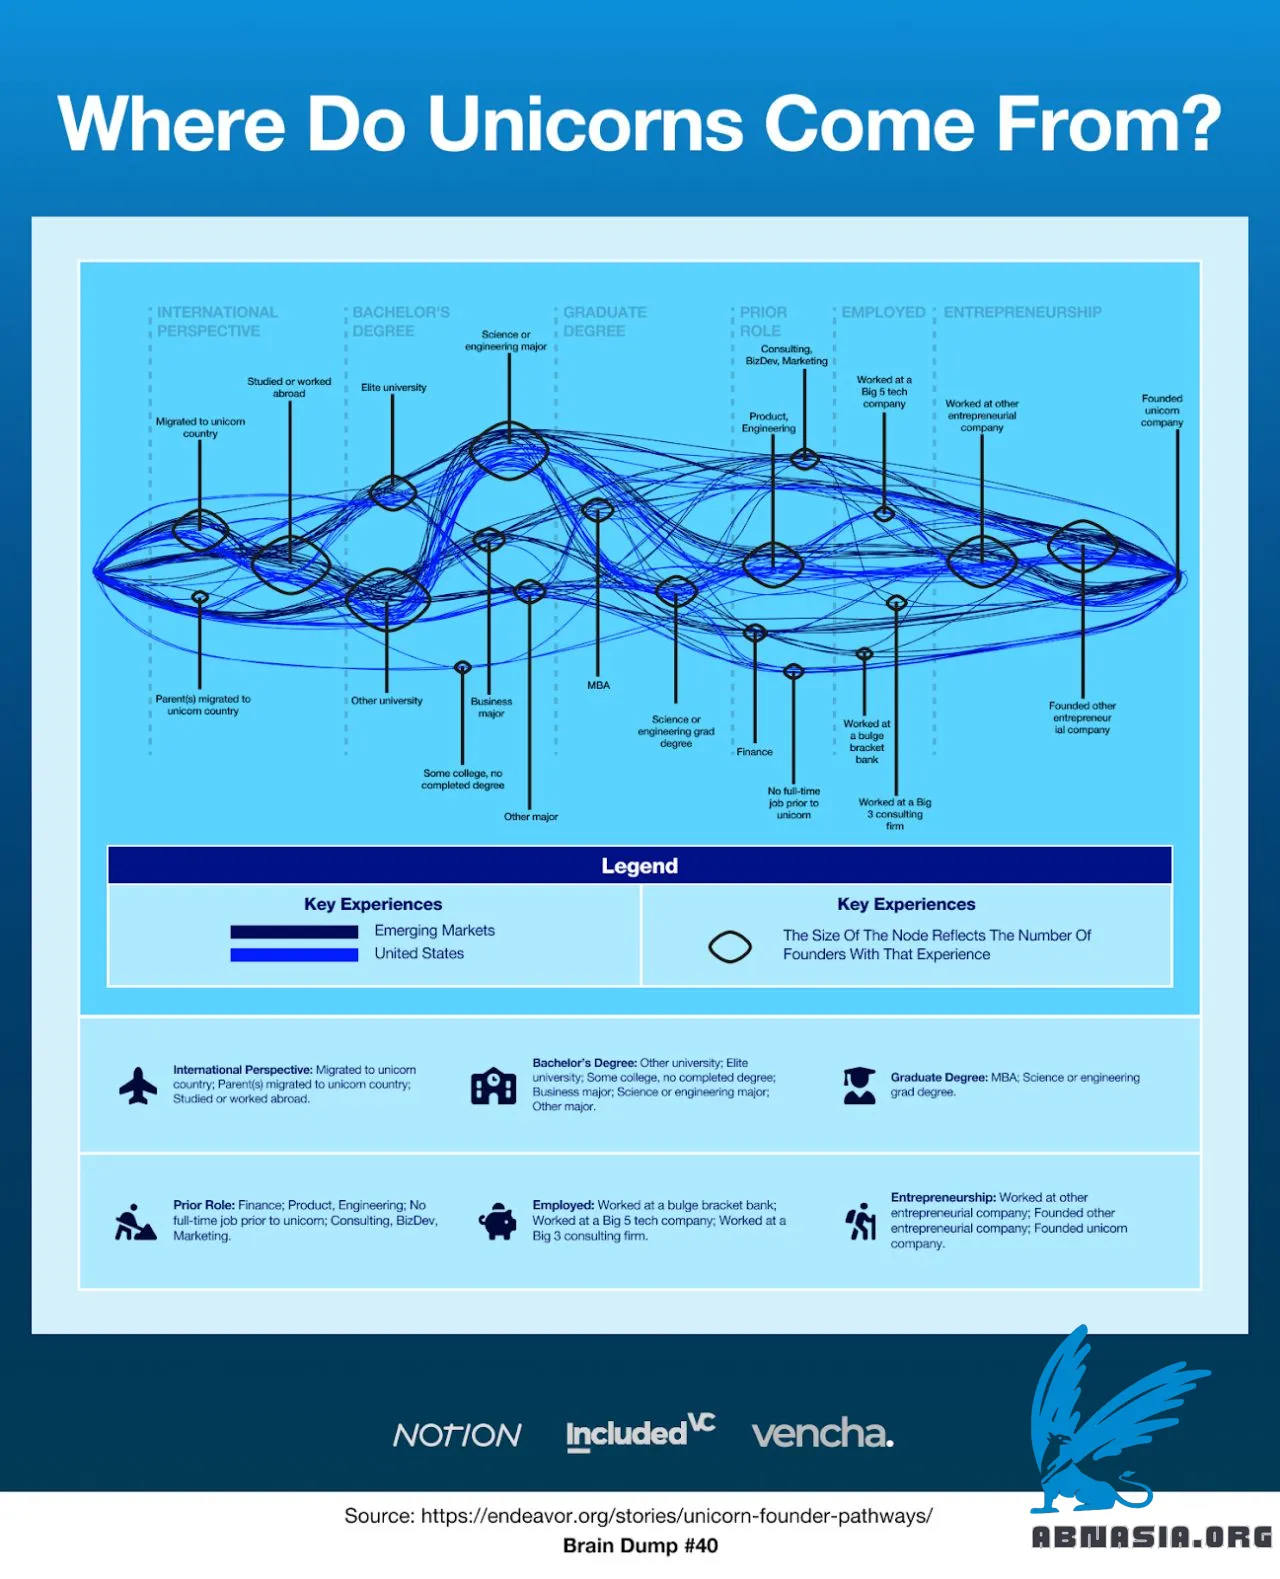 Where Do Unicorns Come From?
INTERNATIONAL
PERSPECTIVE
BACHELOR'S
DEGREE
GRADUATE
DEGREE
PRIOR
ROLE
EMPLOYED
ENTREPRENEURSHIP
Science or
engineering major
Consulting,
BizDev, Marketing
Studied or worked
abroad
Elite university
Worked at a
Big 5 tech
company
Migrated to unicorn
country
Product,
Engineering
Worked at other
entrepreneurial
company
Founded
unicorn
company
Parent(s) migrated to
unicorn country
Other university
Business
major
MBA
Science or
engineering grad
degree
Finance
Worked at
a bulge
bracket
bank
Founded other
entrepreneur
ial company
Some college, no
completed degree
Other major
No full-time
job prior to
unicorn
Worked at a Big
3 consulting
firm
Legend
Key Experiences
Emerging Markets
United States
Key Experiences
The Size Of The Node Reflects The Number Of
Founders With That Experience
International Perspective: Migrated to unicorn
country; Parent(s) migrated to unicorn country;
Studied or worked abroad.
Bachelor's Degree: Other university; Elite
university; Some college, no completed degree;
Business major; Science or engineering major;
Other major.
Graduate Degree: MBA; Science or engineering
grad degree.
Prior Role: Finance; Product, Engineering; No
full-time job prior to unicorn; Consulting, BizDev,
Marketing.
Employed: Worked at a bulge bracket bank;
Worked at a Big 5 tech company; Worked at a
Big 3 consulting firm.
Entrepreneurship: Worked at other
entrepreneurial company; Founded other
entrepreneurial company; Founded unicorn
company.
NOTION
Included VC
vencha.
Source: https://endeavor.org/stories/unicorn-founder-pathways/
Brain Dump #40
ABNASIA.ORG